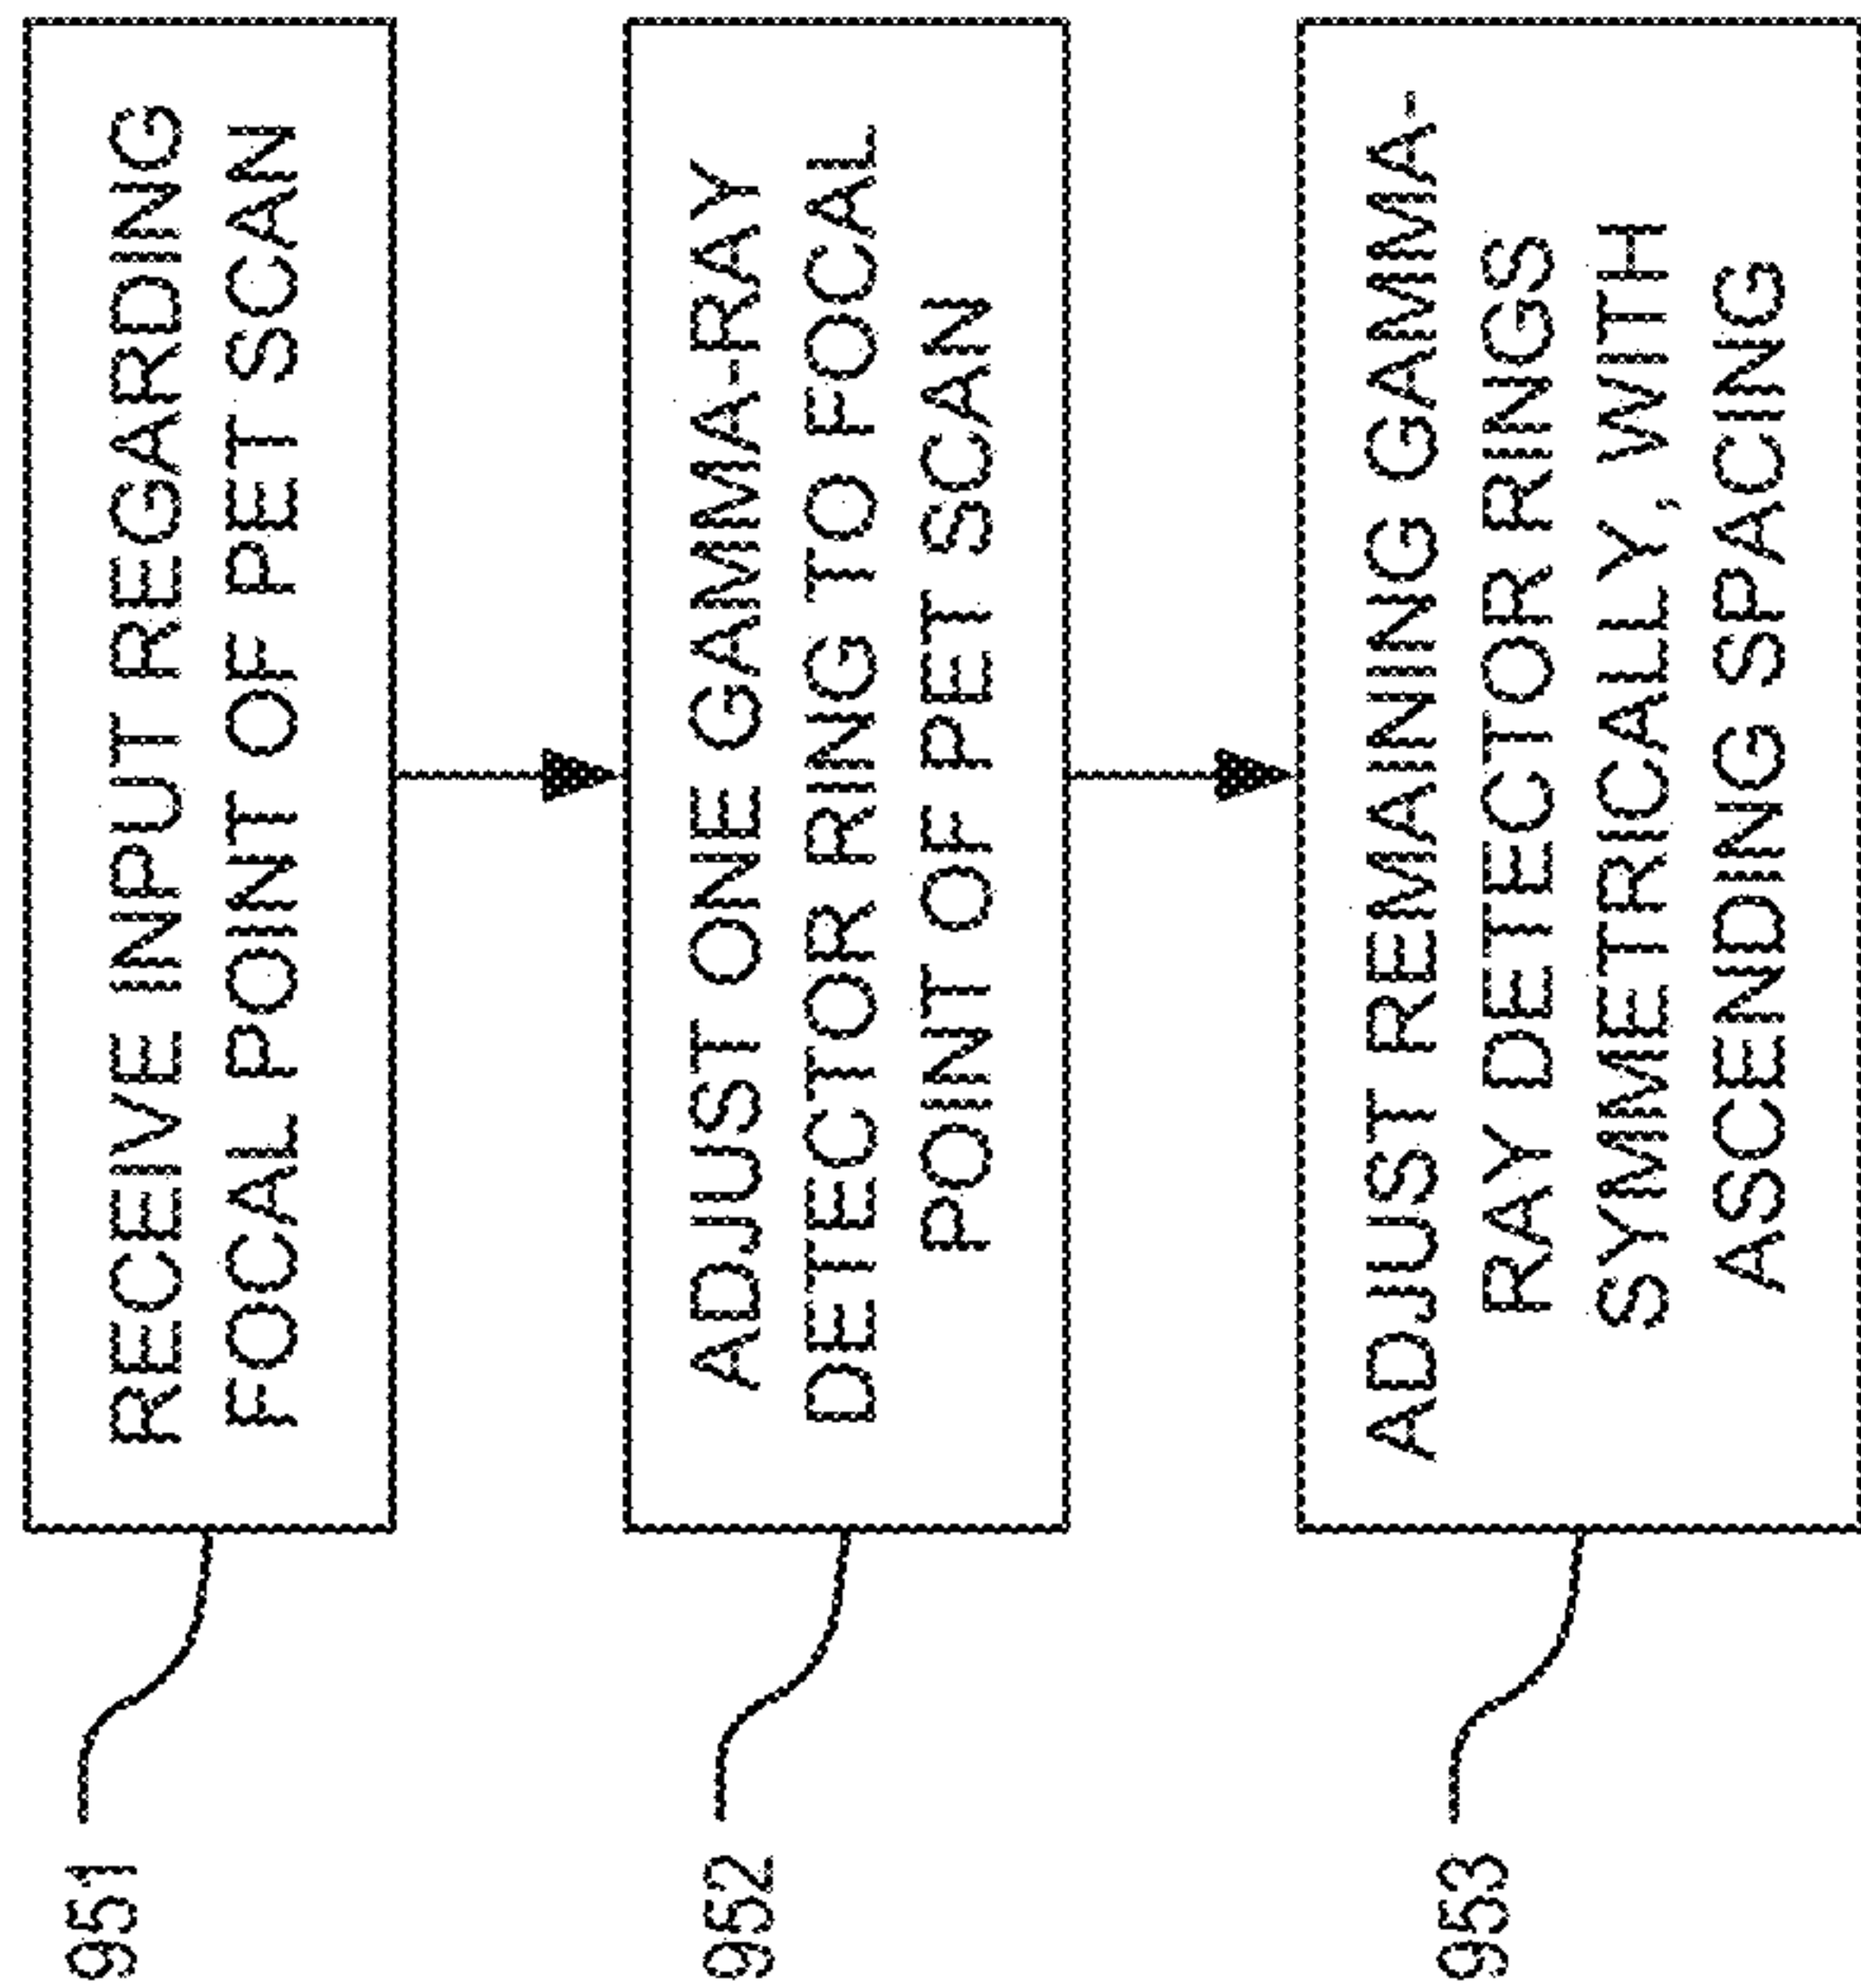 951
RECEIVE INPUT REGARDING
FOCAL POINT OF PET SCAN
952
ADJUST ONE GAMMA-RAY
DETECTOR RING TO FOCAL
POINT OF PET SCAN
953
ADJUST REMAINING GAMMA-
RAY DETECTOR RINGS
SYMMETRICALLY, WITH
ASCENDING SPACING